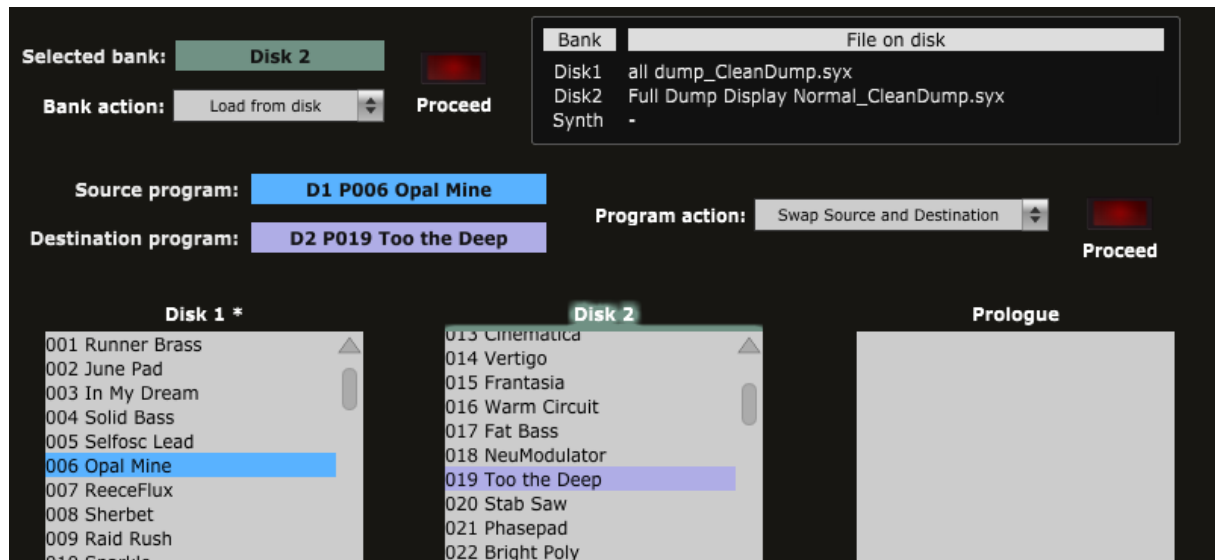 Selected bank: Disk 2
Bank action: Load from disk
Proceed
Bank File on disk
Disk1 all dump_CleanDump.syx
Disk2 Full Dump Display Normal_CleanDump.syx
Synth -
Source program: D1 P006 Opal Mine
Destination program: D2 P019 Too the Deep
Program action: Swap Source and Destination
Proceed
Disk 1 *
001 Runner Brass
002 June Pad
003 In My Dream
004 Solid Bass
005 Selfosc Lead
006 Opal Mine
007 ReeceFlux
008 Sherbet
009 Raid Rush
010 Sparkle
Disk 2
013 Cinematica
014 Vertigo
015 Frantasia
016 Warm Circuit
017 Fat Bass
018 NeuModulator
019 Too the Deep
020 Stab Saw
021 Phasepad
022 Bright Poly
Prologue